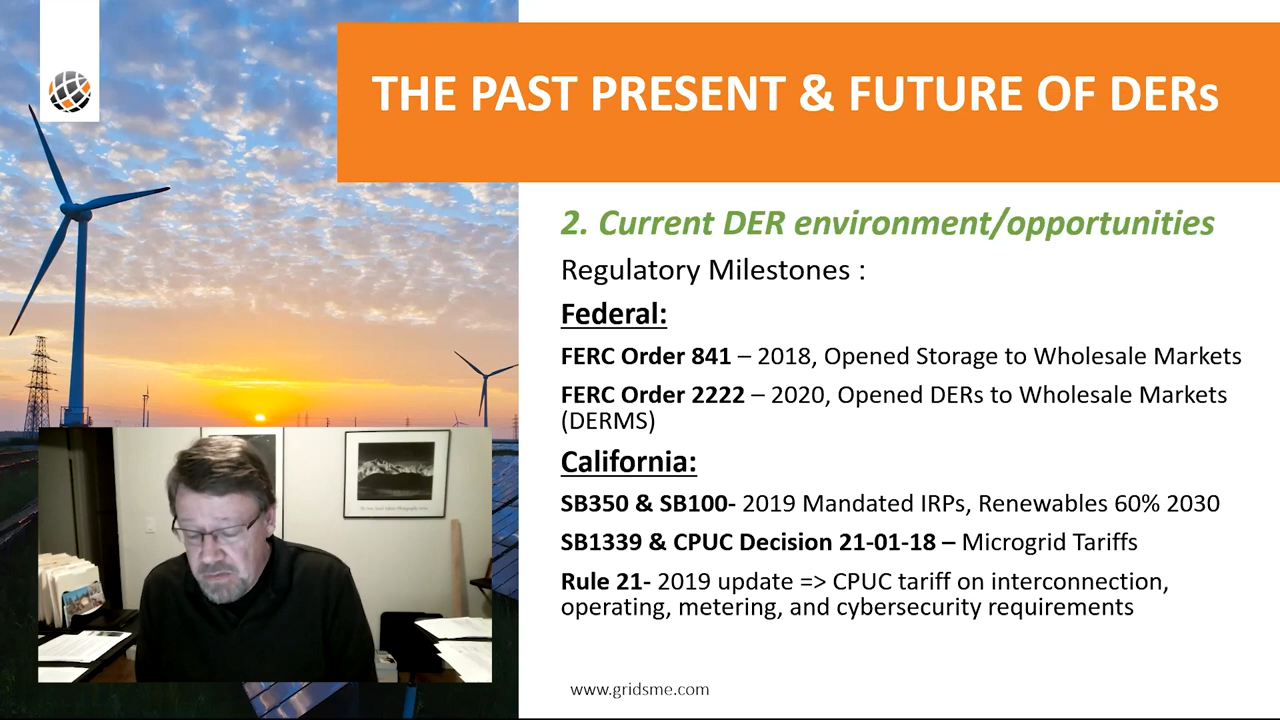 THE PAST PRESENT & FUTURE OF DERs
2. Current DER environment/opportunities
Regulatory Milestones :
Federal:
FERC Order 841 – 2018, Opened Storage to Wholesale Markets
FERC Order 2222 – 2020, Opened DERs to Wholesale Markets
(DERMS)
California:
SB350 & SB100- 2019 Mandated IRPs, Renewables 60% 2030
SB1339 & CPUC Decision 21-01-18 – Microgrid Tariffs
Rule 21- 2019 update => CPUC tariff on interconnection,
operating, metering, and cybersecurity requirements
www.gridsme.com